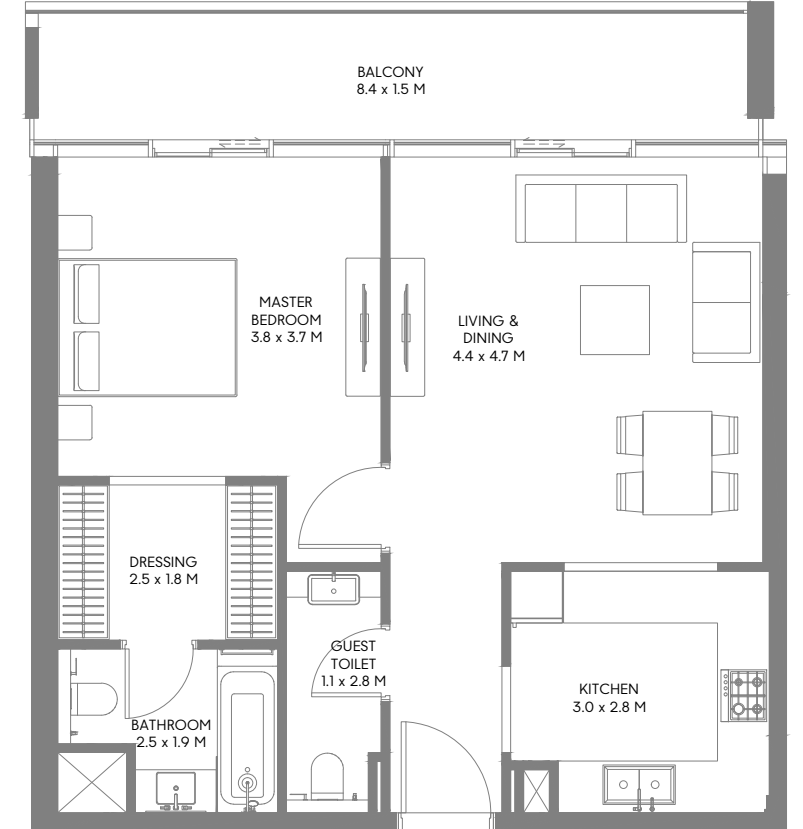 BALCONY
8.4 x 1.5 M
MASTER
BEDROOM
3.8 x 3.7 M
LIVING &
DINING
4.4 x 4.7 M
DRESSING
2.5 x 1.8 M
GUEST
TOILET
1.1 x 2.8 M
KITCHEN
3.0 x 2.8 M
BATHROOM
2.5 x 1.9 M